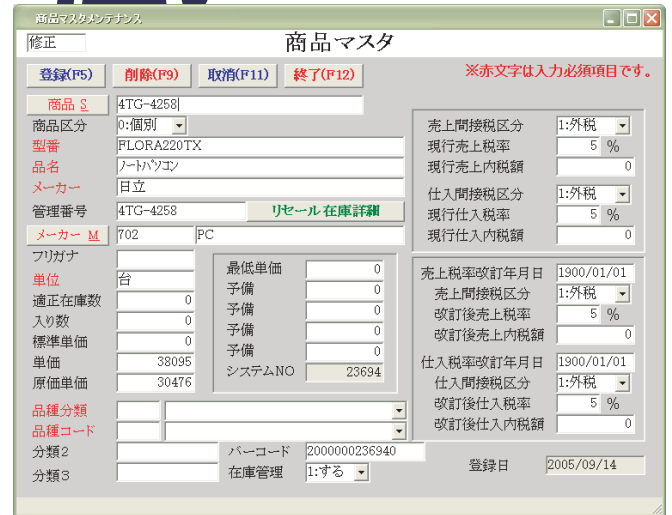 商品マスタメンテナンス
修正 商品マスタ
登録(F5) 削除(F9) 取消(F11) 終了(F12) ※赤文字は入力必須項目です。
商品 S 4TG-4258
商品区分 0:個別
型番 FLORA220TX
品名 ノートパソコン
メーカー 日立
管理番号 4TG-4258 リセール在庫詳細
メーカー M 702 PC
フリガナ
単位 台
適正在庫数 0
入り数 0
標準単価 0
単価 38095
原価単価 30476
最低単価 0
予備 0
予備 0
予備 0
予備 0
システムNO 23694
品種分類
品種コード
分類2 バーコード 2000000236940
分類3 在庫管理 1:する
売上間接税区分 1:外税
現行売上税率 5 %
現行売上内税額 0
仕入間接税区分 1:外税
現行仕入税率 5 %
現行仕入内税額 0
売上税率改訂年月日 1900/01/01
売上間接税区分 1:外税
改訂後売上税率 5 %
改訂後売上内税額 0
仕入税率改訂年月日 1900/01/01
仕入間接税区分 1:外税
改訂後仕入税率 5 %
改訂後仕入内税額 0
登録日 2005/09/14